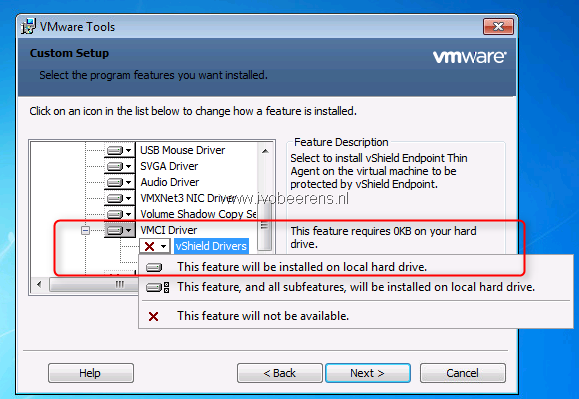 VMware Tools
Custom Setup
Select the program features you want installed.
vmware
Click on an icon in the list below to change how a feature is installed.
USB Mouse Driver
SVGA Driver
Audio Driver
VMXNet3 NIC Driver
Volume Shadow Copy Se
VMCI Driver
vShield Drivers
Feature Description
Select to install vShield Endpoint Thin
Agent on the virtual machine to be
protected by vShield Endpoint.
www.ivobeerens.nl
This feature requires 0KB on your hard
drive.
This feature will be installed on local hard drive.
This feature, and all subfeatures, will be installed on local hard drive.
This feature will not be available.
Help
< Back
Next >
Cancel